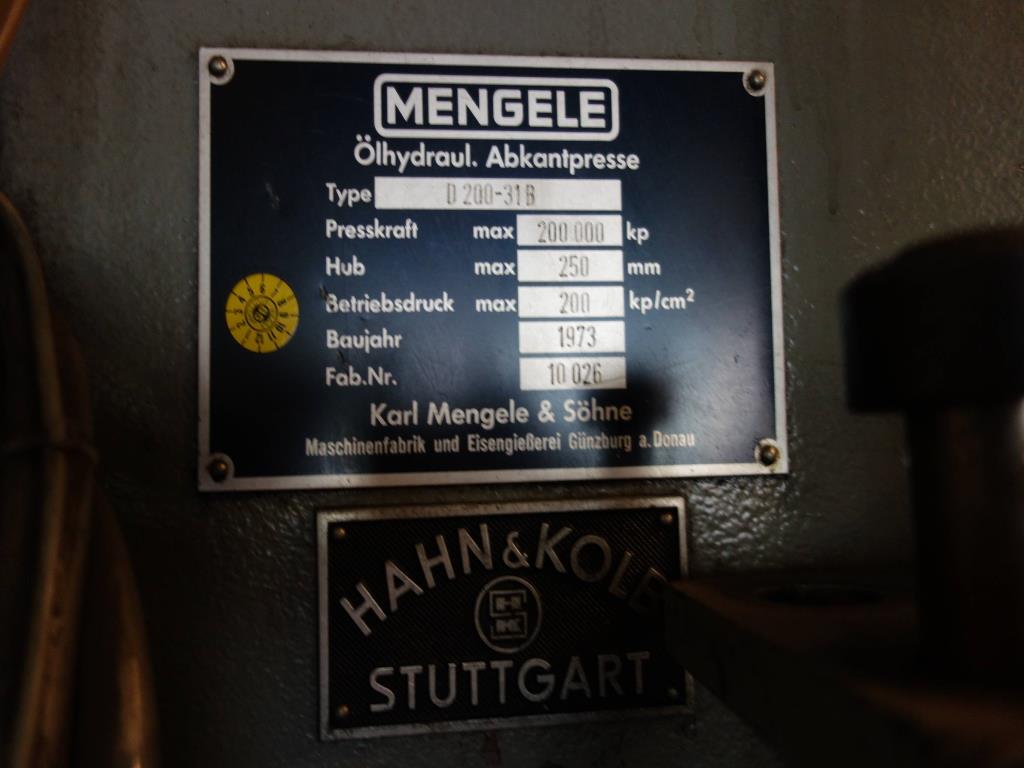 MENGELE
Ölhydraul. Abkantpresse
Type D 200-31 B
Presskraft max 200.000 kp
Hub max 250 mm
Betriebsdruck max 200 kp/cm²
Baujahr 1973
Fab.Nr. 10 026
Karl Mengele & Söhne
Maschinenfabrik und Eisengießerei Günzburg a. Donau
HAHN & KOLB
STUTTGART